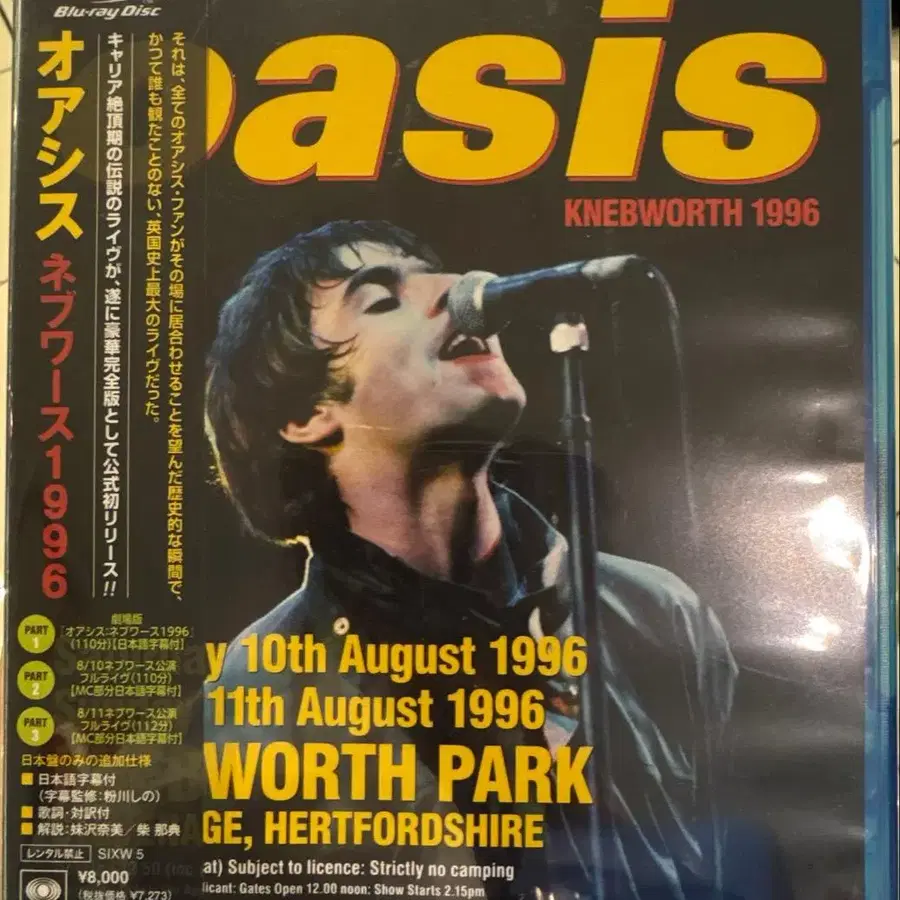 Blu-ray Disc
オアシス ネブワース1996
キャリア絶頂期の伝説のライヴが、遂に豪華完全版として公式初リリース!!
それは、全てのオアシス・ファンがその場に居合わせることを望んだ歴史的な瞬間で、
かつて誰も観たことのない、英国史上最大のライヴだった。
PART 1
劇場版
「オアシス:ネブワース1996」
(110分)【日本語字幕付】
PART 2
8/10ネブワース公演
フルライヴ(110分)
【MC部分日本語字幕付】
PART 3
8/11ネブワース公演
フルライヴ(112分)
【MC部分日本語字幕付】
日本盤のみの追加仕様
■日本語字幕付
(字幕監修:粉川しの)
■歌詞・対訳付
■解説:妹沢奈美/柴 那典
レンタル禁止 SIXW 5
¥8,000
(税抜価格 ¥7,273)
oasis
KNEBWORTH 1996
y 10th August 1996
11th August 1996
WORTH PARK
GE, HERTFORDSHIRE
at) Subject to licence: Strictly no camping
licant: Gates Open 12.00 noon: Show Starts 2.15pm